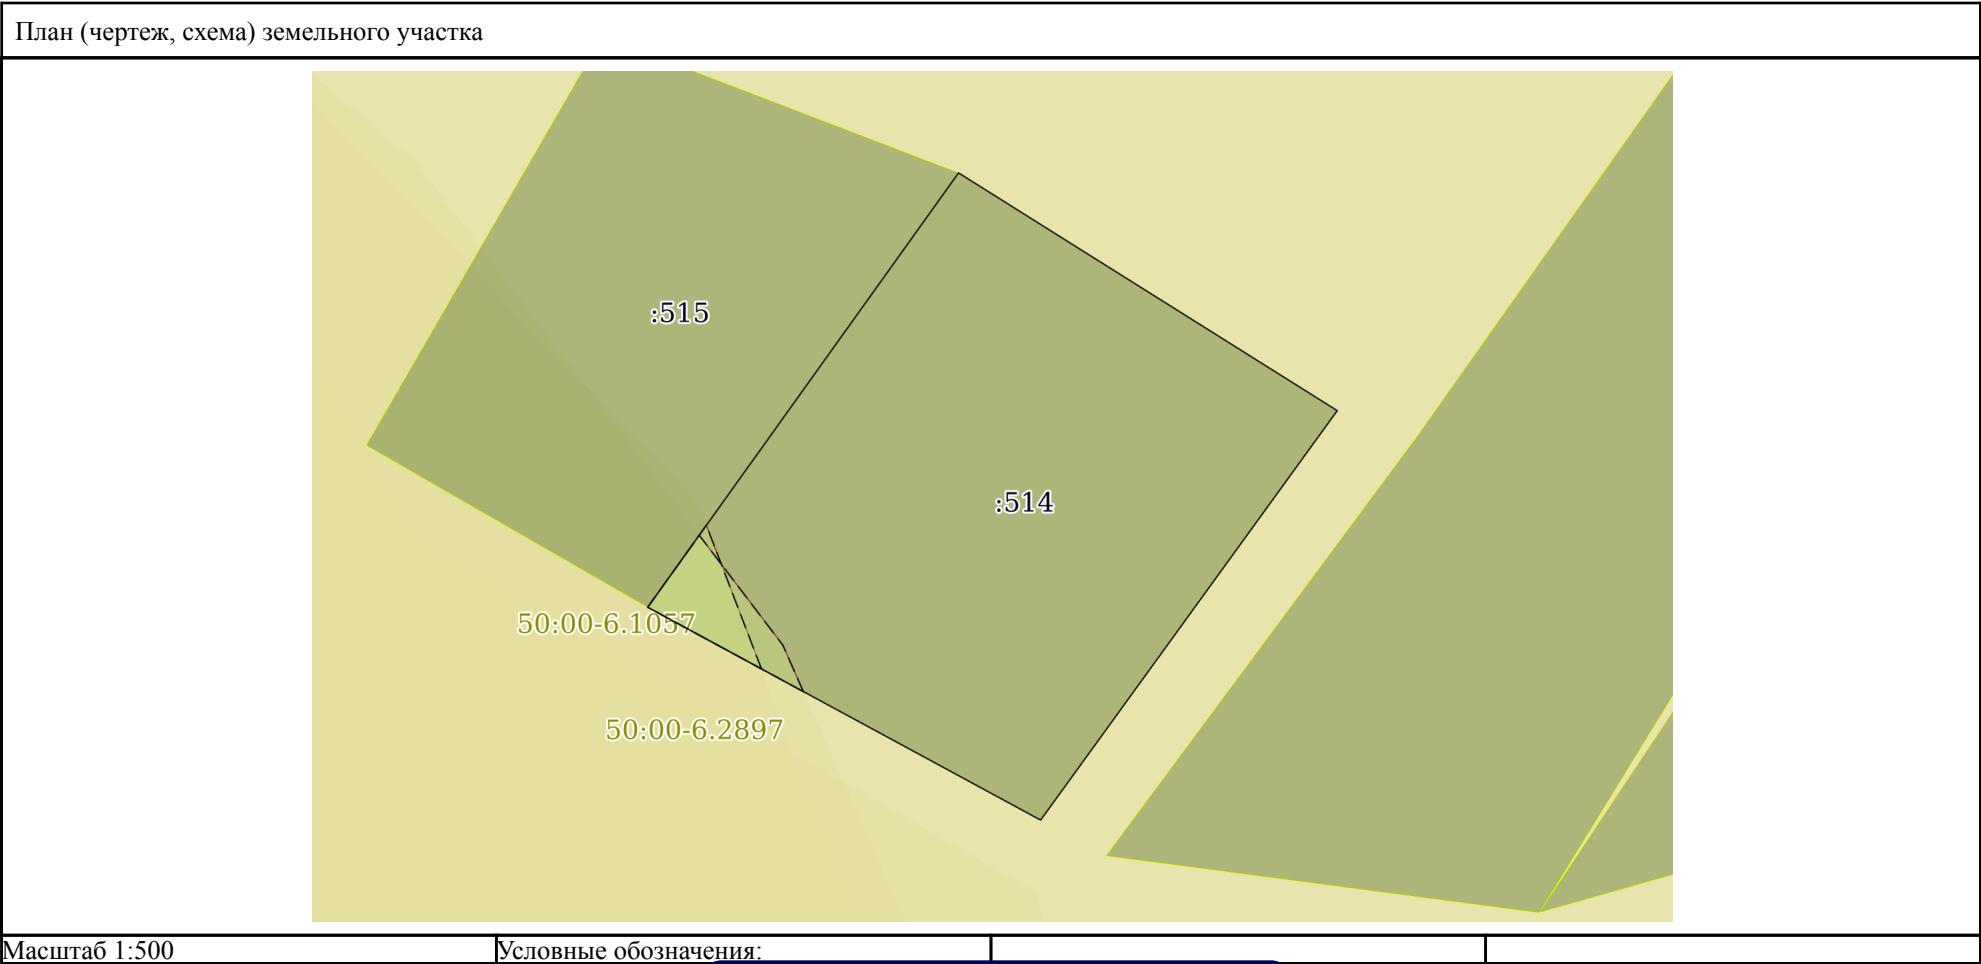 План (чертеж, схема) земельного участка
:515
:514
50:00-6.1057
50:00-6.2897
Масштаб 1:500
Условные обозначения: